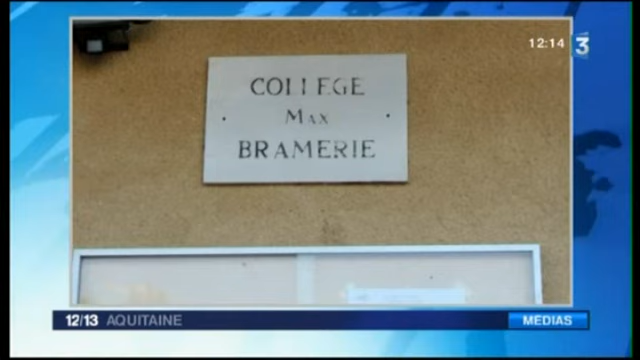 12:14 3
COLLEGE
MAX
BRAMERIE
12/13 AQUITAINE
MEDIAS